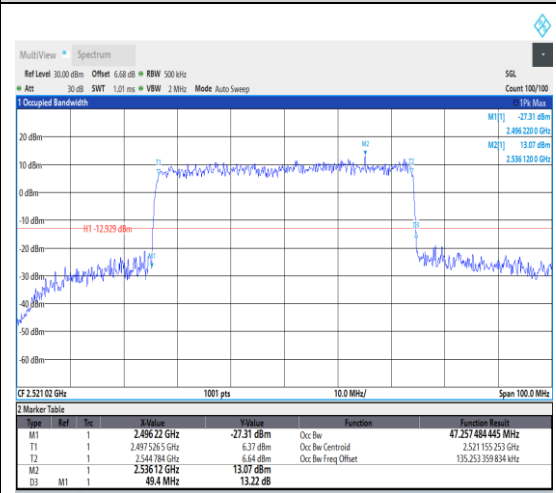 MultiView Spectrum
Ref Level 30.00 dBm Offset 6.68 dB RBW 500 kHz SGL
Att 30 dB SWT 1.01 ms VBW 2 MHz Mode Auto Sweep Count 100/100
1 Occupied Bandwidth 1Pk Max
M1[1] -27.31 dBm
2.496 220 0 GHz
M2[1] 13.07 dBm
2.536 120 0 GHz
20 dBm
M2
T1
T2
10 dBm
0 dBm
-10 dBm
D3
H1 -12.929 dBm
-20 dBm
M1
-30 dBm
-40 dBm
-50 dBm
-60 dBm
CF 2.521 02 GHz 1001 pts 10.0 MHz/ Span 100.0 MHz
2 Marker Table
Type Ref Trc X-Value Y-Value Function Function Result
M1 1 2.496 22 GHz -27.31 dBm Occ Bw 47.257 484 445 MHz
T1 1 2.497 526 5 GHz 6.37 dBm Occ Bw Centroid 2.521 155 253 GHz
T2 1 2.544 784 GHz 6.64 dBm Occ Bw Freq Offset 135.253 359 834 kHz
M2 1 2.536 12 GHz 13.07 dBm
D3 M1 1 49.4 MHz 13.22 dB